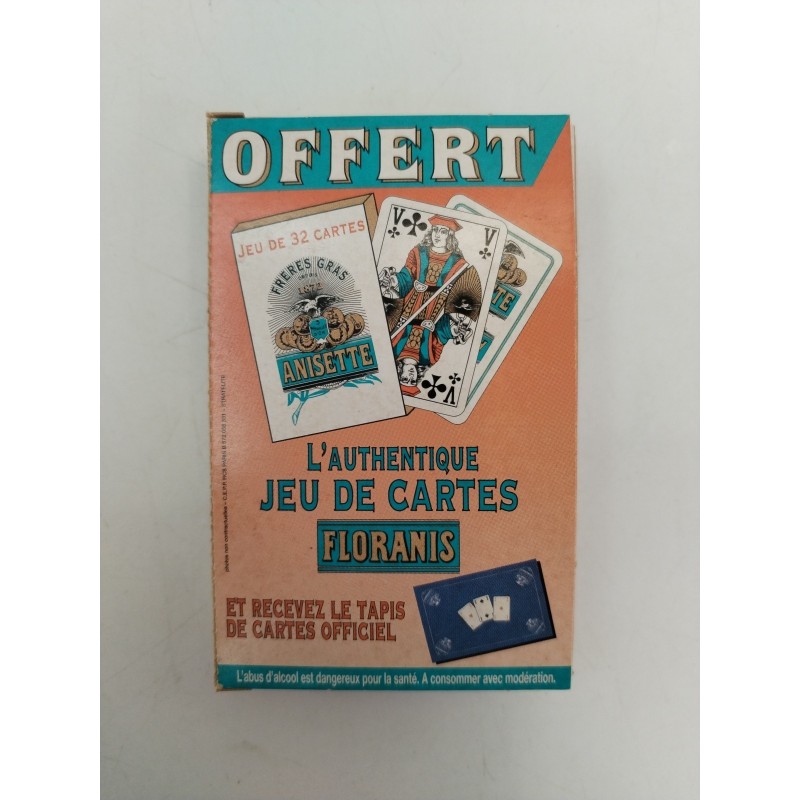 OFFERT
JEU DE 32 CARTES
FRERES GRAS
1872
ANISETTE
V
V
V
L'AUTHENTIQUE
JEU DE CARTES
FLORANIS
ET RECEVEZ LE TAPIS
DE CARTES OFFICIEL
L'abus d'alcool est dangereux pour la santé. A consommer avec modération.